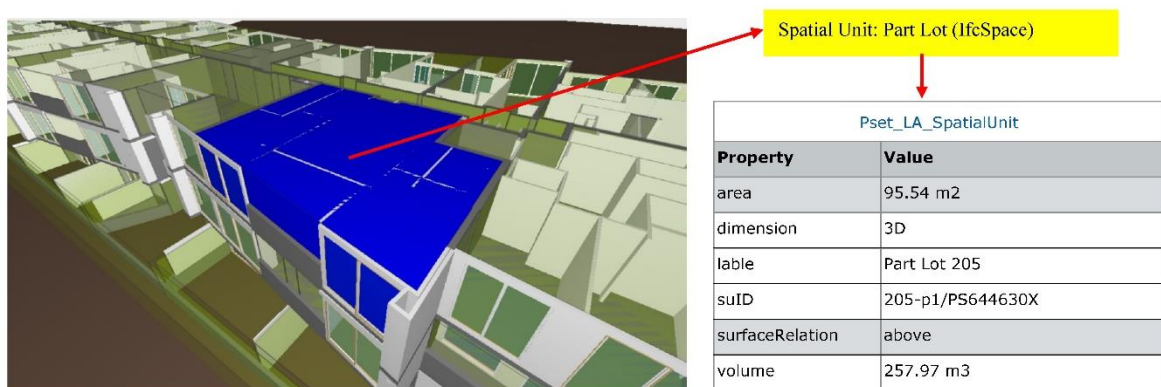 Spatial Unit: Part Lot (IfcSpace)
Pset_LA_SpatialUnit
Property Value
area 95.54 m2
dimension 3D
lable Part Lot 205
suID 205-p1/PS644630X
surfaceRelation above
volume 257.97 m3